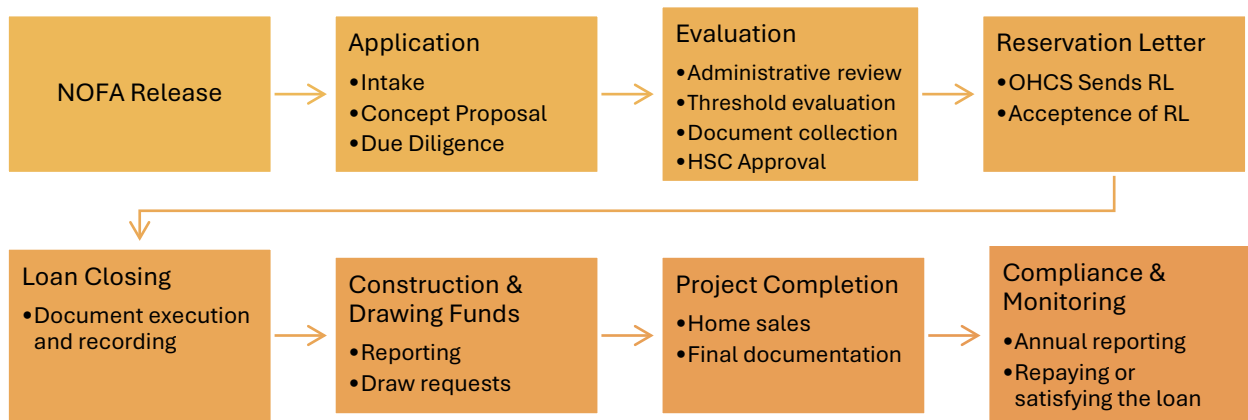 NOFA Release
Application
•Intake
•Concept Proposal
•Due Diligence
Evaluation
•Administrative review
•Threshold evaluation
•Document collection
•HSC Approval
Reservation Letter
•OHCS Sends RL
•Acceptence of RL
Loan Closing
•Document execution
and recording
Construction &
Drawing Funds
•Reporting
•Draw requests
Project Completion
•Home sales
•Final documentation
Compliance &
Monitoring
•Annual reporting
•Repaying or
satisfying the loan